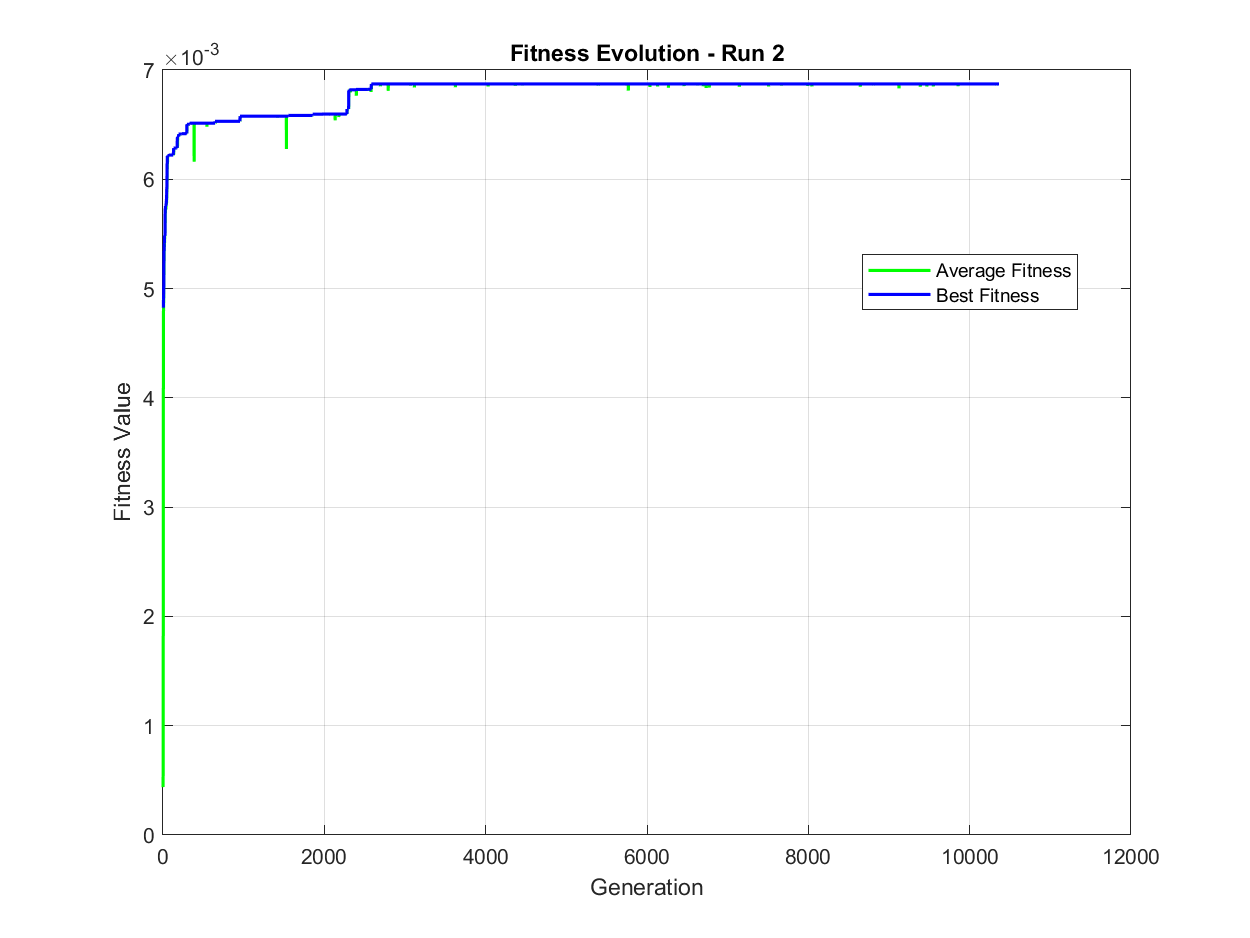 Fitness Evolution - Run 2
×10-3
7
6
5
4
3
2
1
0
Fitness Value
Average Fitness
Best Fitness
0 2000 4000 6000 8000 10000 12000
Generation